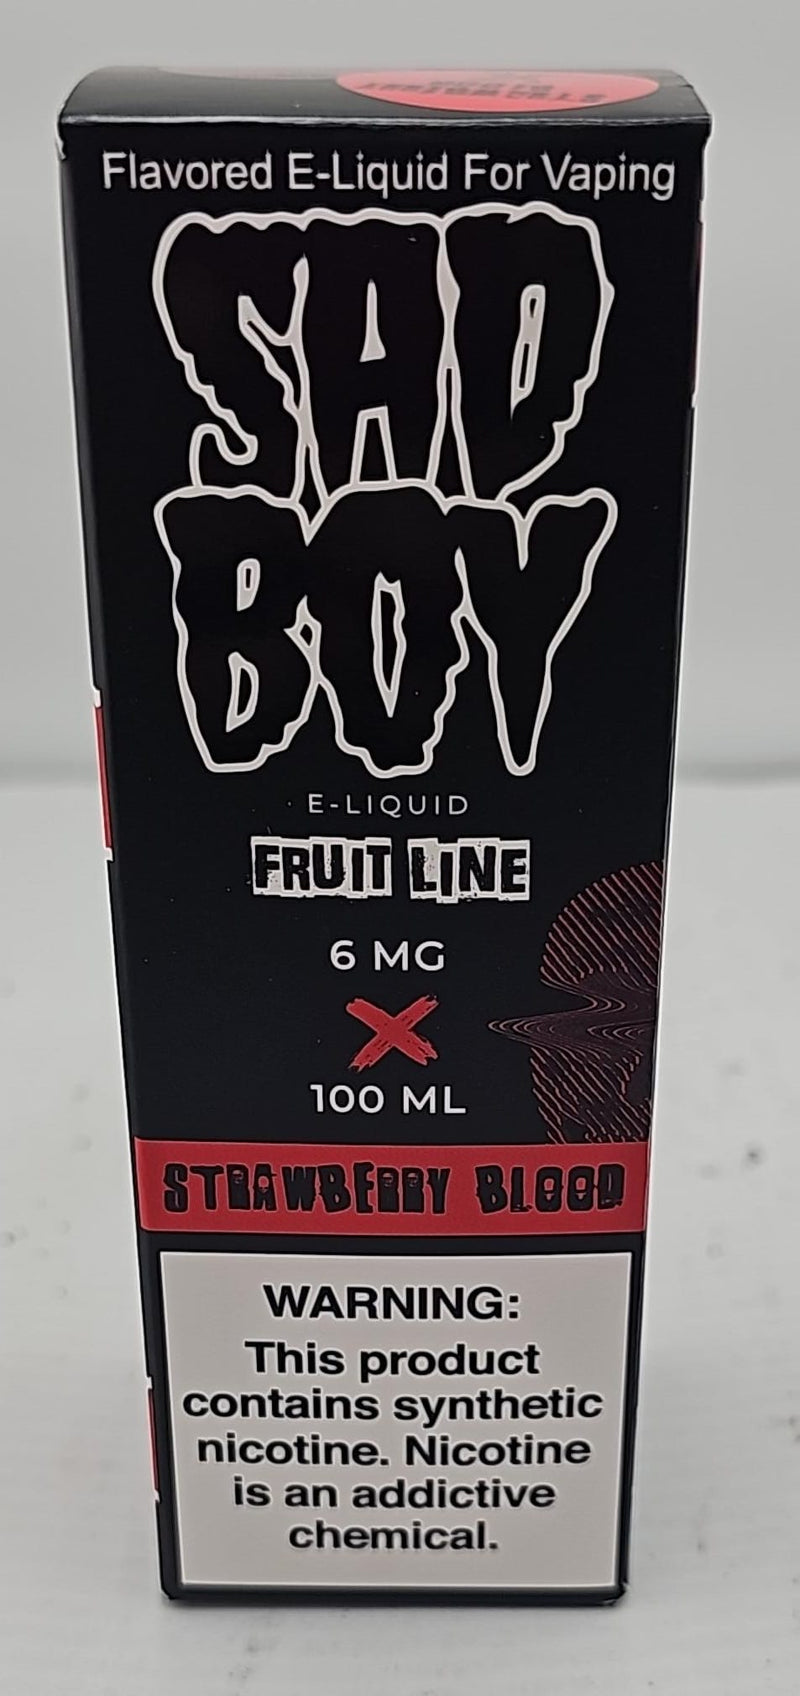 Flavored E-Liquid For Vaping
SAD
BOY
E-LIQUID
FRUIT LINE
6 MG
X
100 ML
STRAWBERRY BLOOD
WARNING:
This product
contains synthetic
nicotine. Nicotine
is an addictive
chemical.